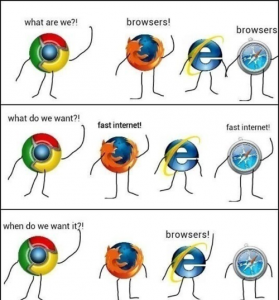 what are we?!
browsers!
browsers
what do we want?!
fast internet!
fast internet!
when do we want it?!
browsers!